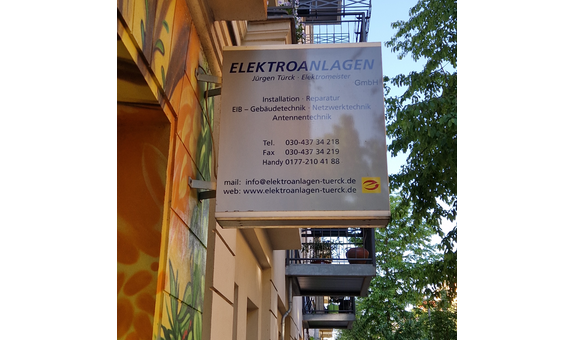 ELEKTROANLAGEN
Jürgen Türck · Elektromeister
GmbH
Installation · Reparatur
EIB – Gebäudetechnik · Netzwerktechnik
Antennentechnik
Tel. 030-437 34 218
Fax 030-437 34 219
Handy 0177-210 41 88
mail: info@elektroanlagen-tuerck.de
web: www.elektroanlagen-tuerck.de